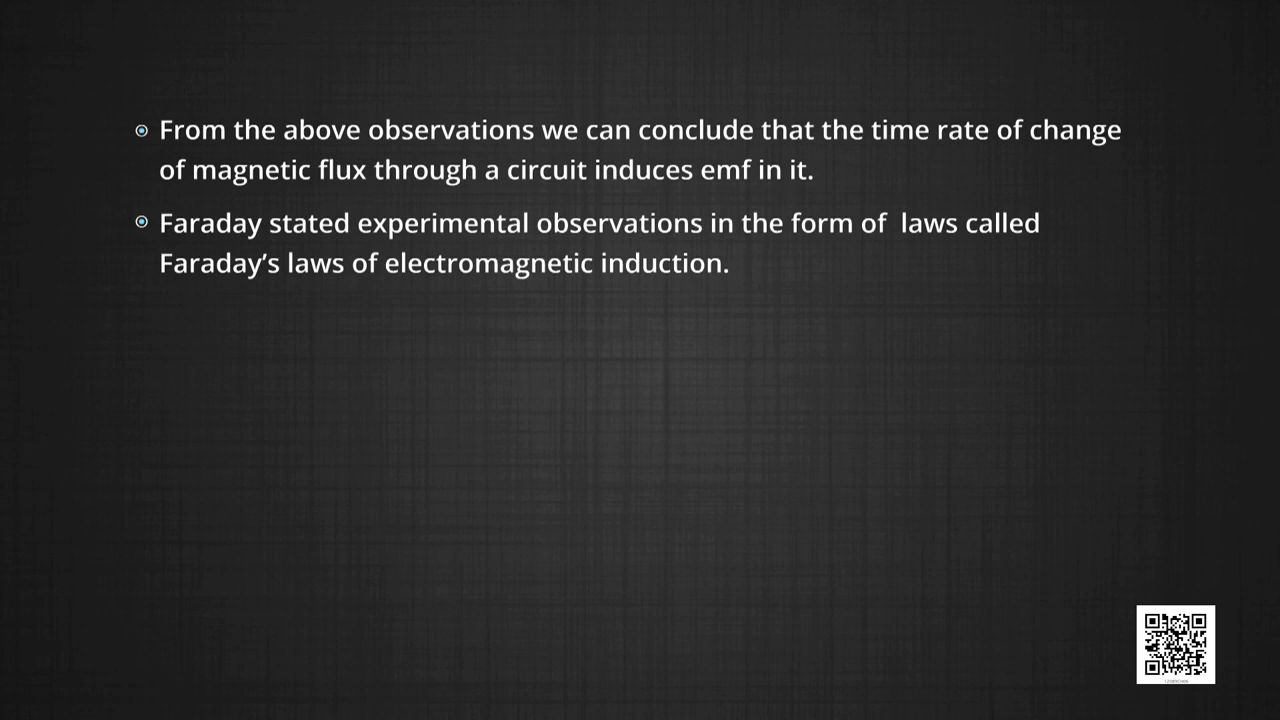 From the above observations we can conclude that the time rate of change
of magnetic flux through a circuit induces emf in it.
Faraday stated experimental observations in the form of  laws called
Faraday’s laws of electromagnetic induction.